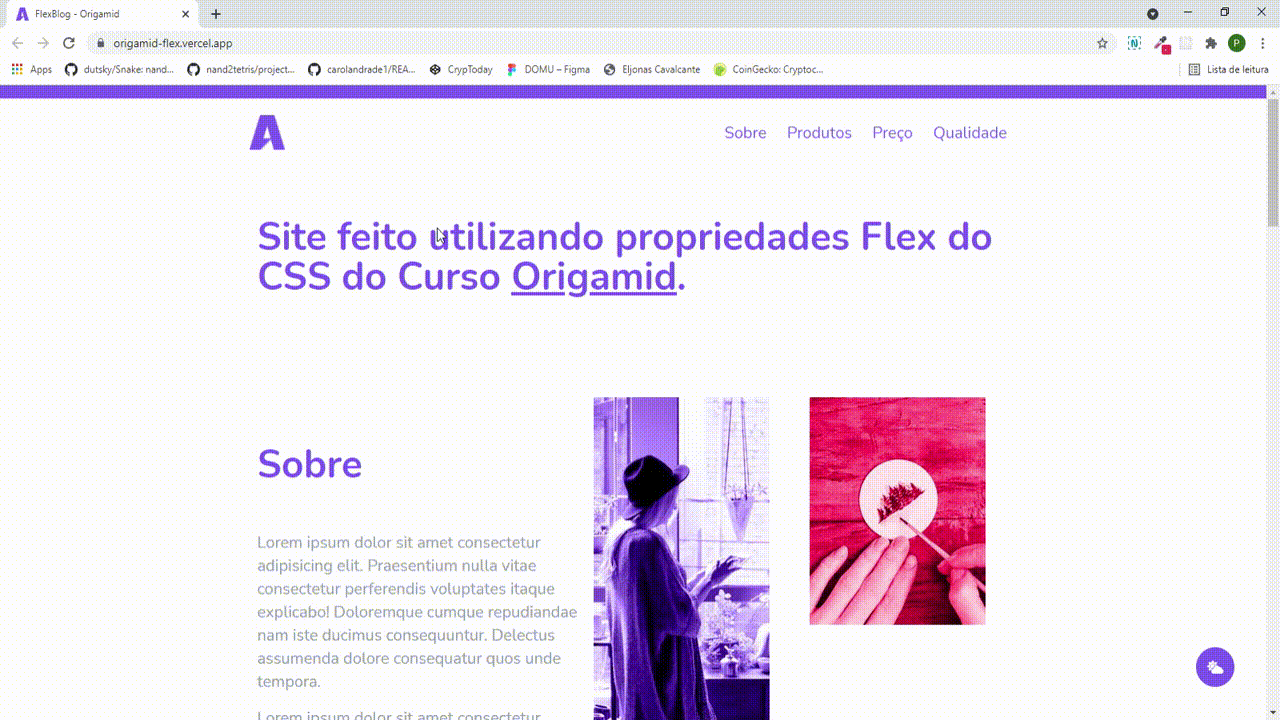 FlexBlog - Origamid
origamid-flex.vercel.app
P
Apps
dutsky/Snake: nand...
nand2tetris/project...
carolandrade1/REA...
CrypToday
DOMU – Figma
Eljonas Cavalcante
CoinGecko: Cryptoc...
Lista de leitura
Sobre
Produtos
Preço
Qualidade
Site feito utilizando propriedades Flex do
CSS do Curso Origamid.
Sobre
Lorem ipsum dolor sit amet consectetur
adipisicing elit. Praesentium nulla vitae
consectetur perferendis voluptates itaque
explicabo! Doloremque cumque repudiandae
nam iste ducimus consequuntur. Delectus
assumenda dolore consequatur quos unde
tempora.
Lorem ipsum dolor sit amet consectetur